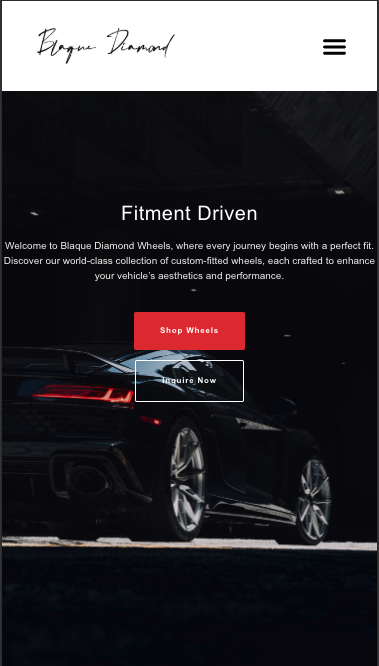 Blaque Diamond
Fitment Driven
Welcome to Blaque Diamond Wheels, where every journey begins with a perfect fit.
Discover our world-class collection of custom-fitted wheels, each crafted to enhance
your vehicle's aesthetics and performance.
Shop Wheels
Inquire Now